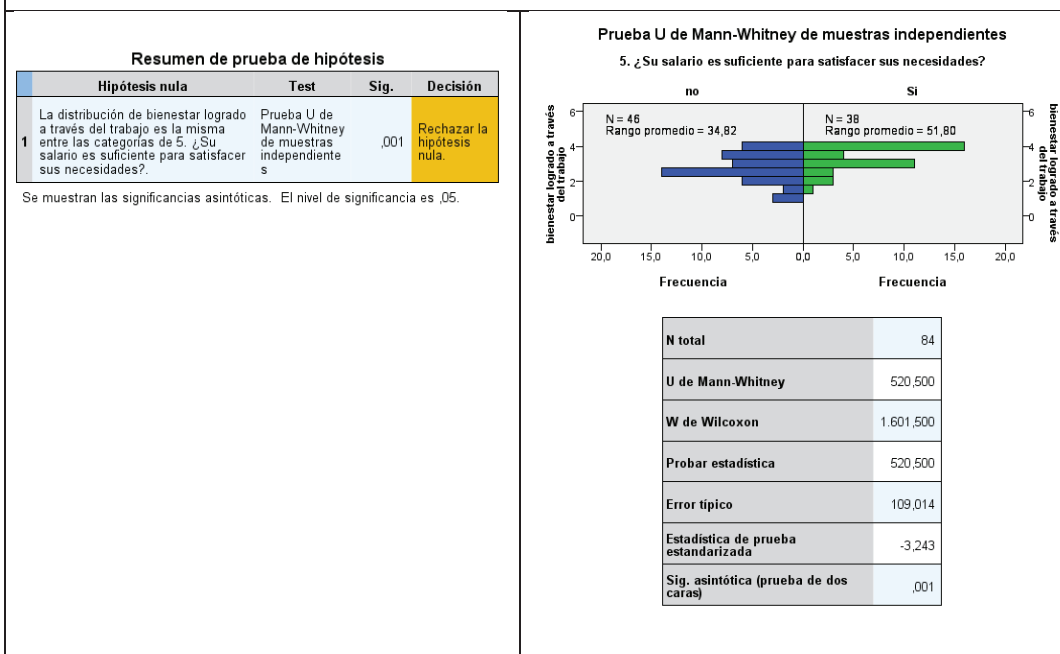 Resumen de prueba de hipótesis
Hipótesis nula Test Sig. Decisión
1
La distribución de bienestar logrado
a través del trabajo es la misma
entre las categorías de 5. ¿Su
salario es suficiente para satisfacer
sus necesidades?.
Prueba U de
Mann-Whitney
de muestras
independiente
s
,001
Rechazar la
hipótesis
nula.
Se muestran las significancias asintóticas. El nivel de significancia es ,05.
Prueba U de Mann-Whitney de muestras independientes
5. ¿Su salario es suficiente para satisfacer sus necesidades?
no Si
N = 46
Rango promedio = 34,82
N = 38
Rango promedio = 51,80
bienestar logrado a través
del trabajo
6
4
2
0
6
4
2
0
bienestar logrado a través
del trabajo
20,0 15,0 10,0 5,0 0,0 5,0 10,0 15,0 20,0
Frecuencia Frecuencia
N total 84
U de Mann-Whitney 520,500
W de Wilcoxon 1.601,500
Probar estadística 520,500
Error típico 109,014
Estadística de prueba
estandarizada -3,243
Sig. asintótica (prueba de dos
caras) ,001